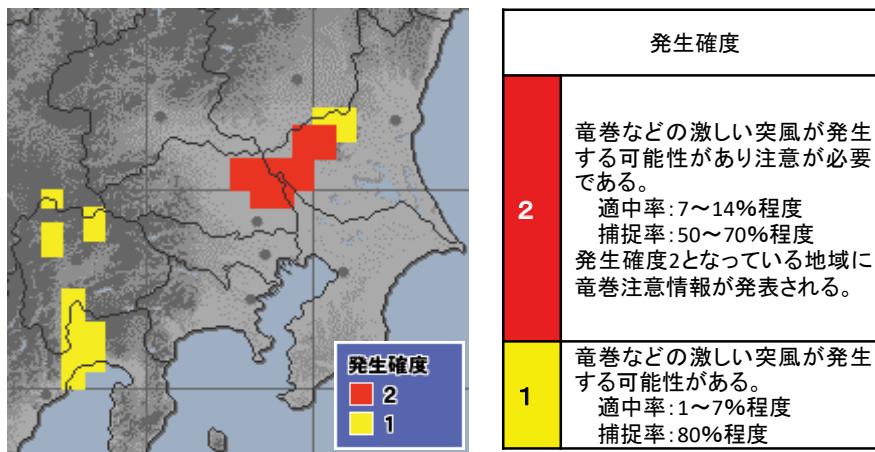 発生確度
2
1
発生確度
2
竜巻などの激しい突風が発生
する可能性があり注意が必要
である。
適中率:7～14%程度
捕捉率:50～70%程度
発生確度2となっている地域に
竜巻注意情報が発表される。
1
竜巻などの激しい突風が発生
する可能性がある。
適中率:1～7%程度
捕捉率:80%程度